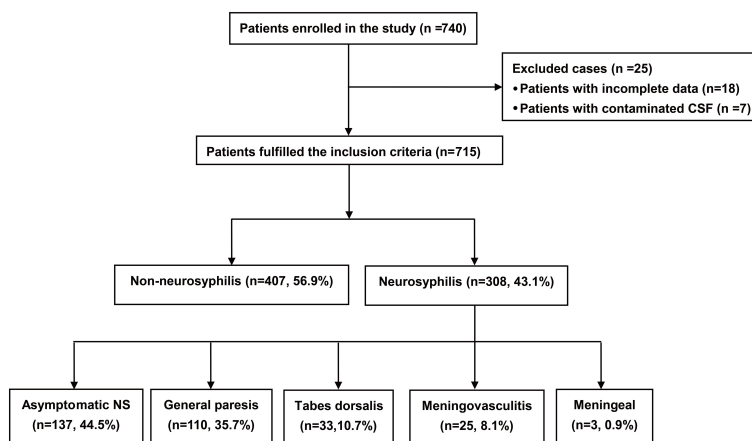 Patients enrolled in the study (n =740)
Excluded cases (n =25)
•Patients with incomplete data (n=18)
•Patients with contaminated CSF (n =7)
Patients fulfilled the inclusion criteria (n=715)
Non-neurosyphilis (n=407, 56.9%)
Neurosyphilis (n=308, 43.1%)
Asymptomatic NS
(n=137, 44.5%)
General paresis
(n=110, 35.7%)
Tabes dorsalis
(n=33,10.7%)
Meningovasculitis
(n=25, 8.1%)
Meningeal
(n=3, 0.9%)